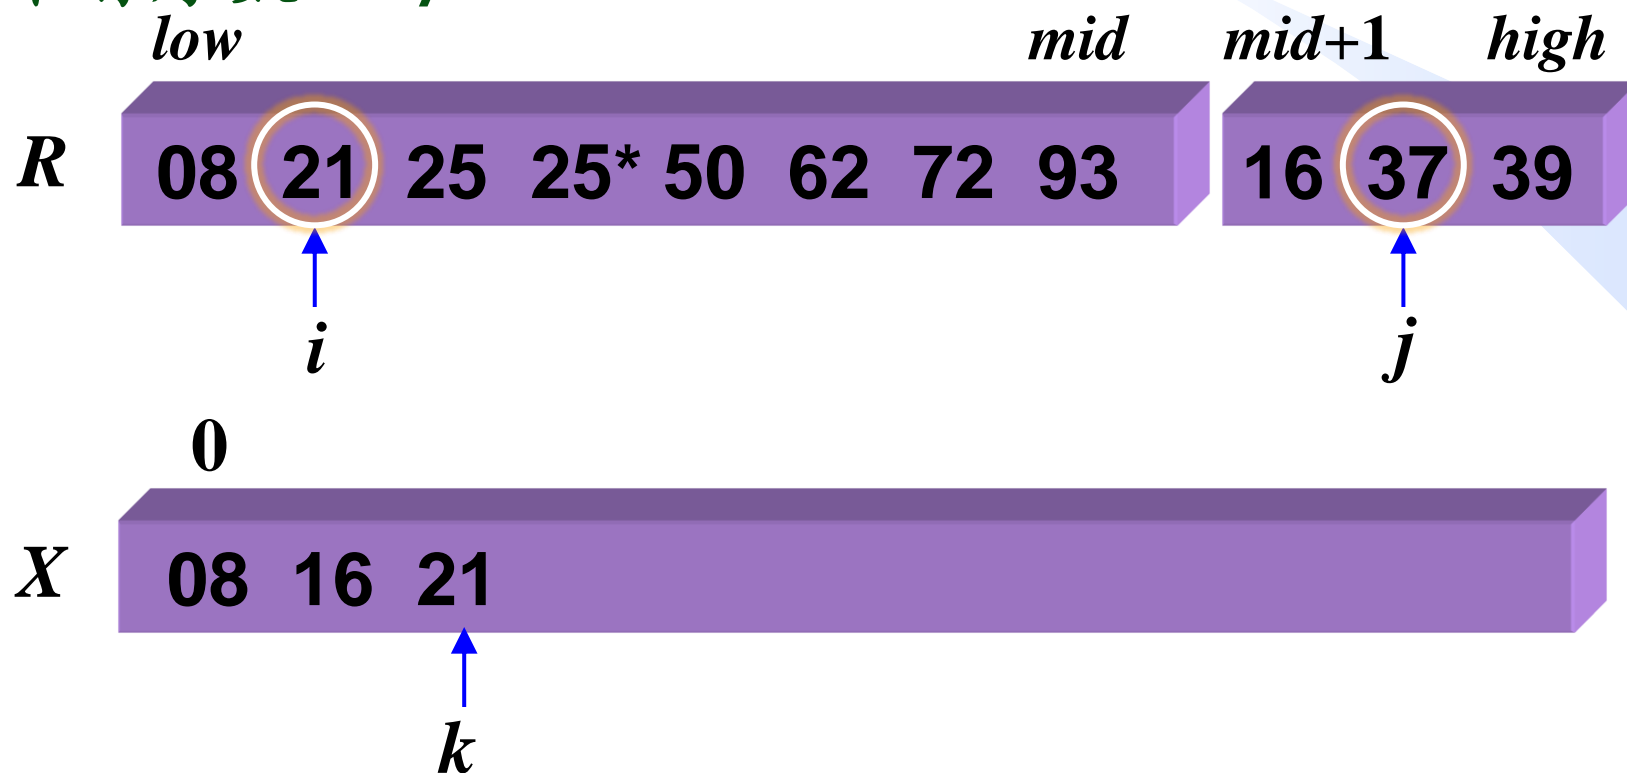 low mid mid+1 high
R 08 21 25 25* 50 62 72 93 16 37 39
i j
0
X 08 16 21
k